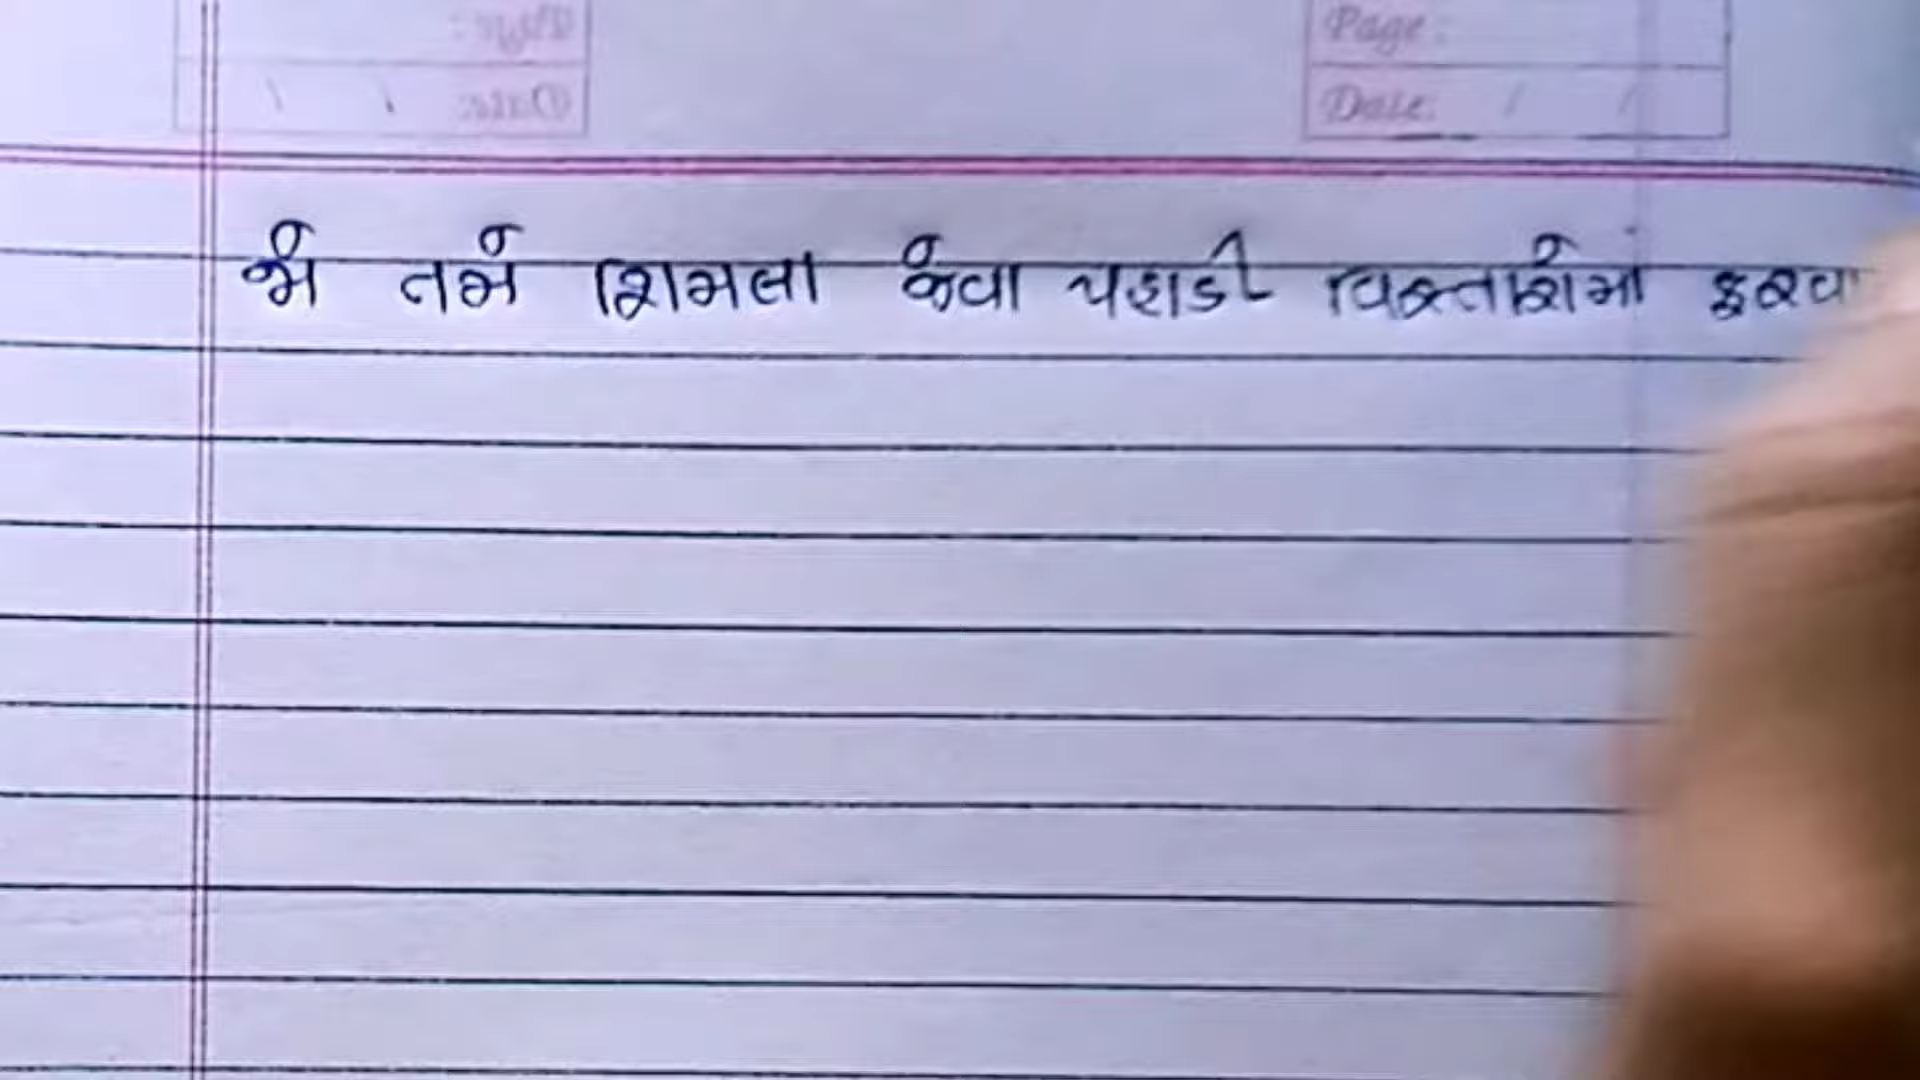 Page:
Date: / /
જો તમે શિમલા જેવા પહાડી વિસ્તારોમાં ફરવા